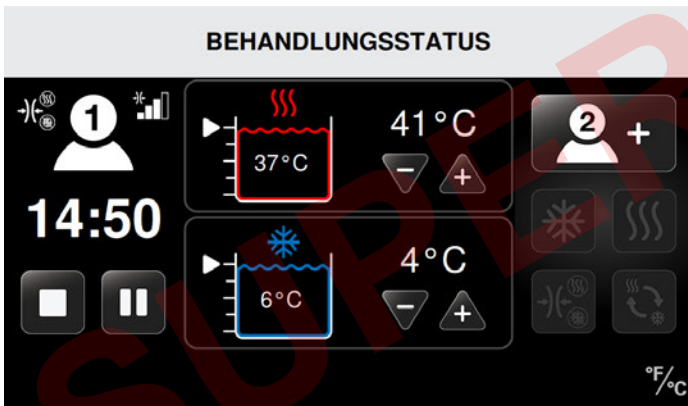 BEHANDLUNGSSTATUS
1
41°C
2 +
37°C
- +
14:50
4°C
6°C
- +
°F/°C
SUPER